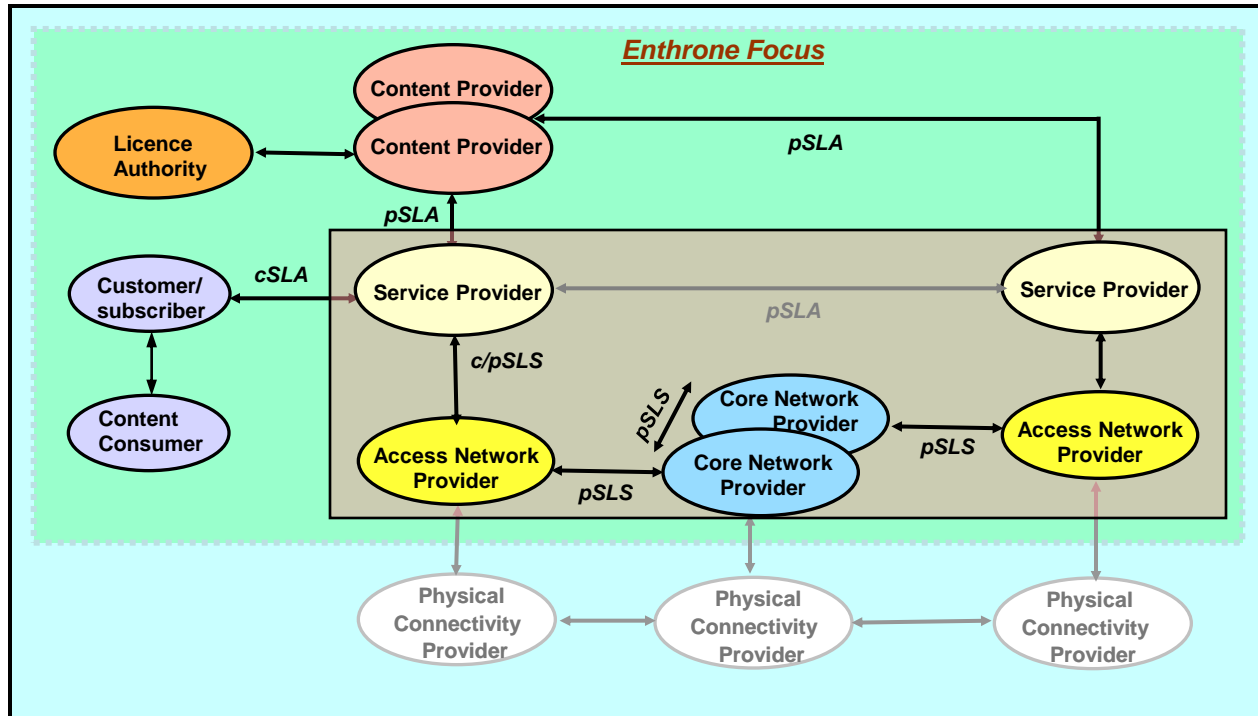 Enthrone Focus
Content Provider
Content Provider
Licence
Authority
pSLA
pSLA
cSLA
Customer/
subscriber
Service Provider
Service Provider
pSLA
c/pSLS
Content
Consumer
pSLS
Core Network
Provider
Core Network
Provider
Access Network
Provider
Access Network
Provider
pSLS
pSLS
Physical
Connectivity
Provider
Physical
Connectivity
Provider
Physical
Connectivity
Provider